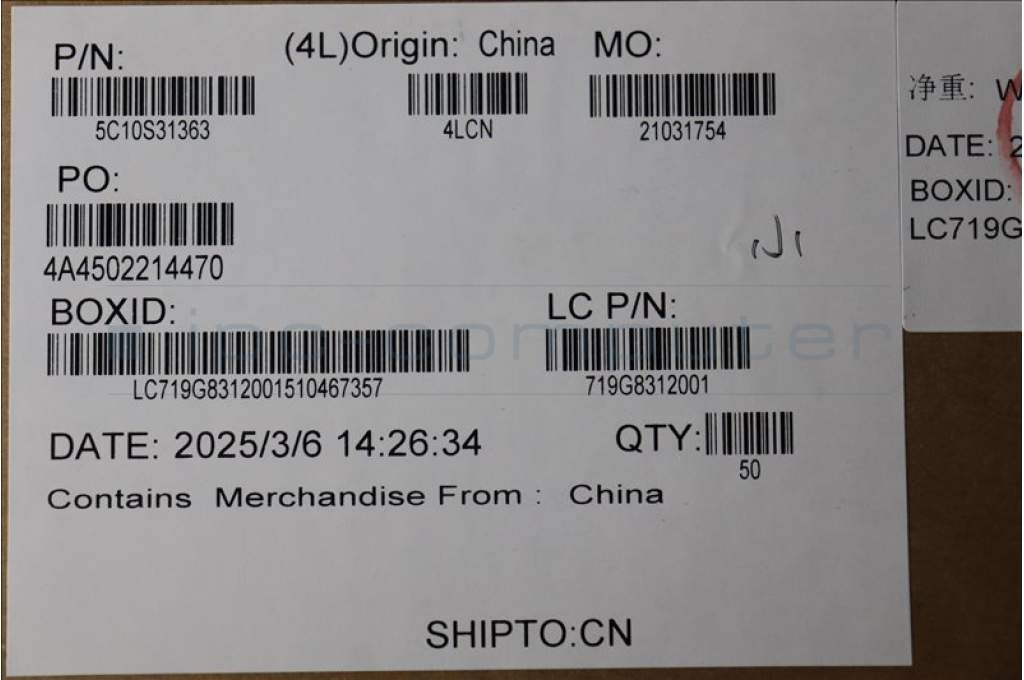 P/N:
5C10S31363
(4L)Origin: China
4LCN
MO:
21031754
PO:
4A4502214470
BOXID:
LC719G8312001510467357
LC P/N:
719G8312001
DATE: 2025/3/6 14:26:34
QTY:
50
Contains Merchandise From : China
SHIPTO:CN
净重: W
DATE: 2
BOXID:
LC719G